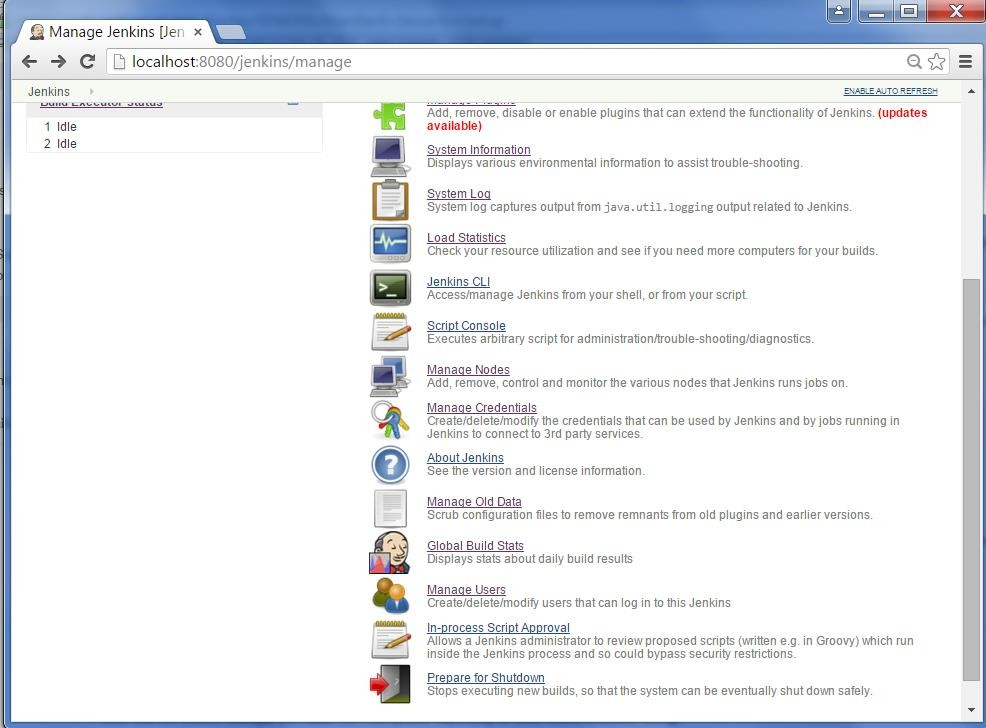 Manage Jenkins [Jen
localhost:8080/jenkins/manage
Jenkins
ENABLE AUTO REFRESH
Build Executor Status
1 Idle
2 Idle
Manage Plugins
Add, remove, disable or enable plugins that can extend the functionality of Jenkins. (updates
available)
System Information
Displays various environmental information to assist trouble-shooting.
System Log
System log captures output from java.util.logging output related to Jenkins.
Load Statistics
Check your resource utilization and see if you need more computers for your builds.
Jenkins CLI
Access/manage Jenkins from your shell, or from your script.
Script Console
Executes arbitrary script for administration/trouble-shooting/diagnostics.
Manage Nodes
Add, remove, control and monitor the various nodes that Jenkins runs jobs on.
Manage Credentials
Create/delete/modify the credentials that can be used by Jenkins and by jobs running in
Jenkins to connect to 3rd party services.
About Jenkins
See the version and license information.
Manage Old Data
Scrub configuration files to remove remnants from old plugins and earlier versions.
Global Build Stats
Displays stats about daily build results
Manage Users
Create/delete/modify users that can log in to this Jenkins
In-process Script Approval
Allows a Jenkins administrator to review proposed scripts (written e.g. in Groovy) which run
inside the Jenkins process and so could bypass security restrictions.
Prepare for Shutdown
Stops executing new builds, so that the system can be eventually shut down safely.